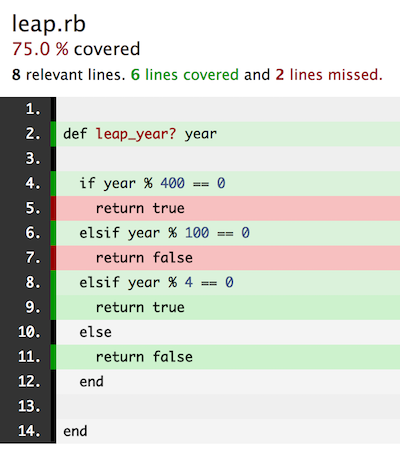 leap.rb
75.0 % covered
8 relevant lines. 6 lines covered and 2 lines missed.
1.
2. def leap_year? year
3.
4. if year % 400 == 0
5. return true
6. elsif year % 100 == 0
7. return false
8. elsif year % 4 == 0
9. return true
10. else
11. return false
12. end
13.
14. end